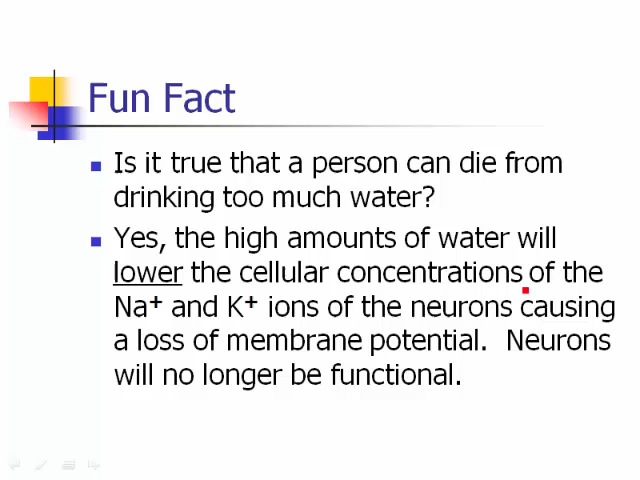 Fun Fact
Is it true that a person can die from
drinking too much water?
Yes, the high amounts of water will
lower the cellular concentrations of the
Na⁺ and K⁺ ions of the neurons causing
a loss of membrane potential. Neurons
will no longer be functional.